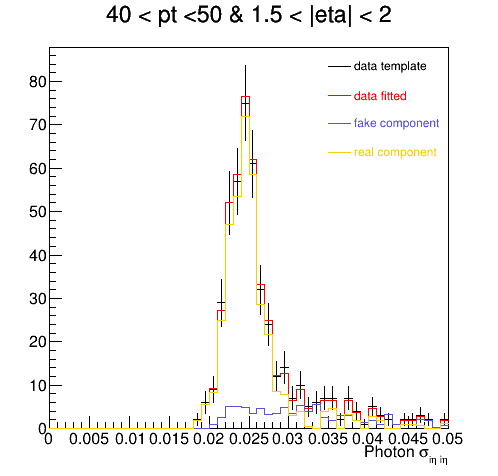 40 < pt <50 & 1.5 < |eta| < 2
data template
data fitted
fake component
real component
80
70
60
50
40
30
20
10
0
0 0.005 0.01 0.015 0.02 0.025 0.03 0.035 0.04 0.045 0.05
Photon σiη iη